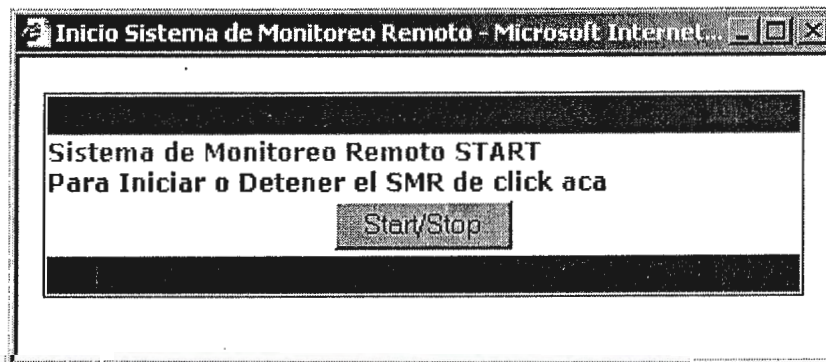 Inicio Sistema de Monitoreo Remoto - Microsoft Internet...
Sistema de Monitoreo Remoto START
Para Iniciar o Detener el SMR de click aca
Start/Stop